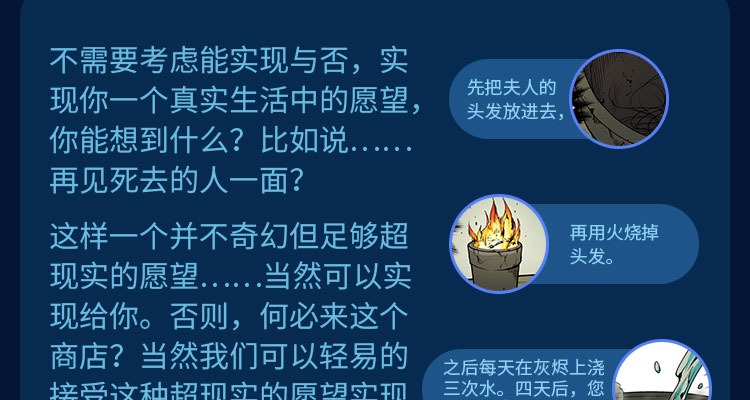 不需要考虑能实现与否，实
现你一个真实生活中的愿望，
你能想到什么？比如说……
再见死去的人一面？
这样一个并不奇幻但足够超
现实的愿望……当然可以实
现给你。否则，何必来这个
商店？当然我们可以轻易的
接受这种超现实的愿望实现
先把夫人的
头发放进去，
再用火烧掉
头发。
之后每天在灰烬上浇
三次水。四天后，您